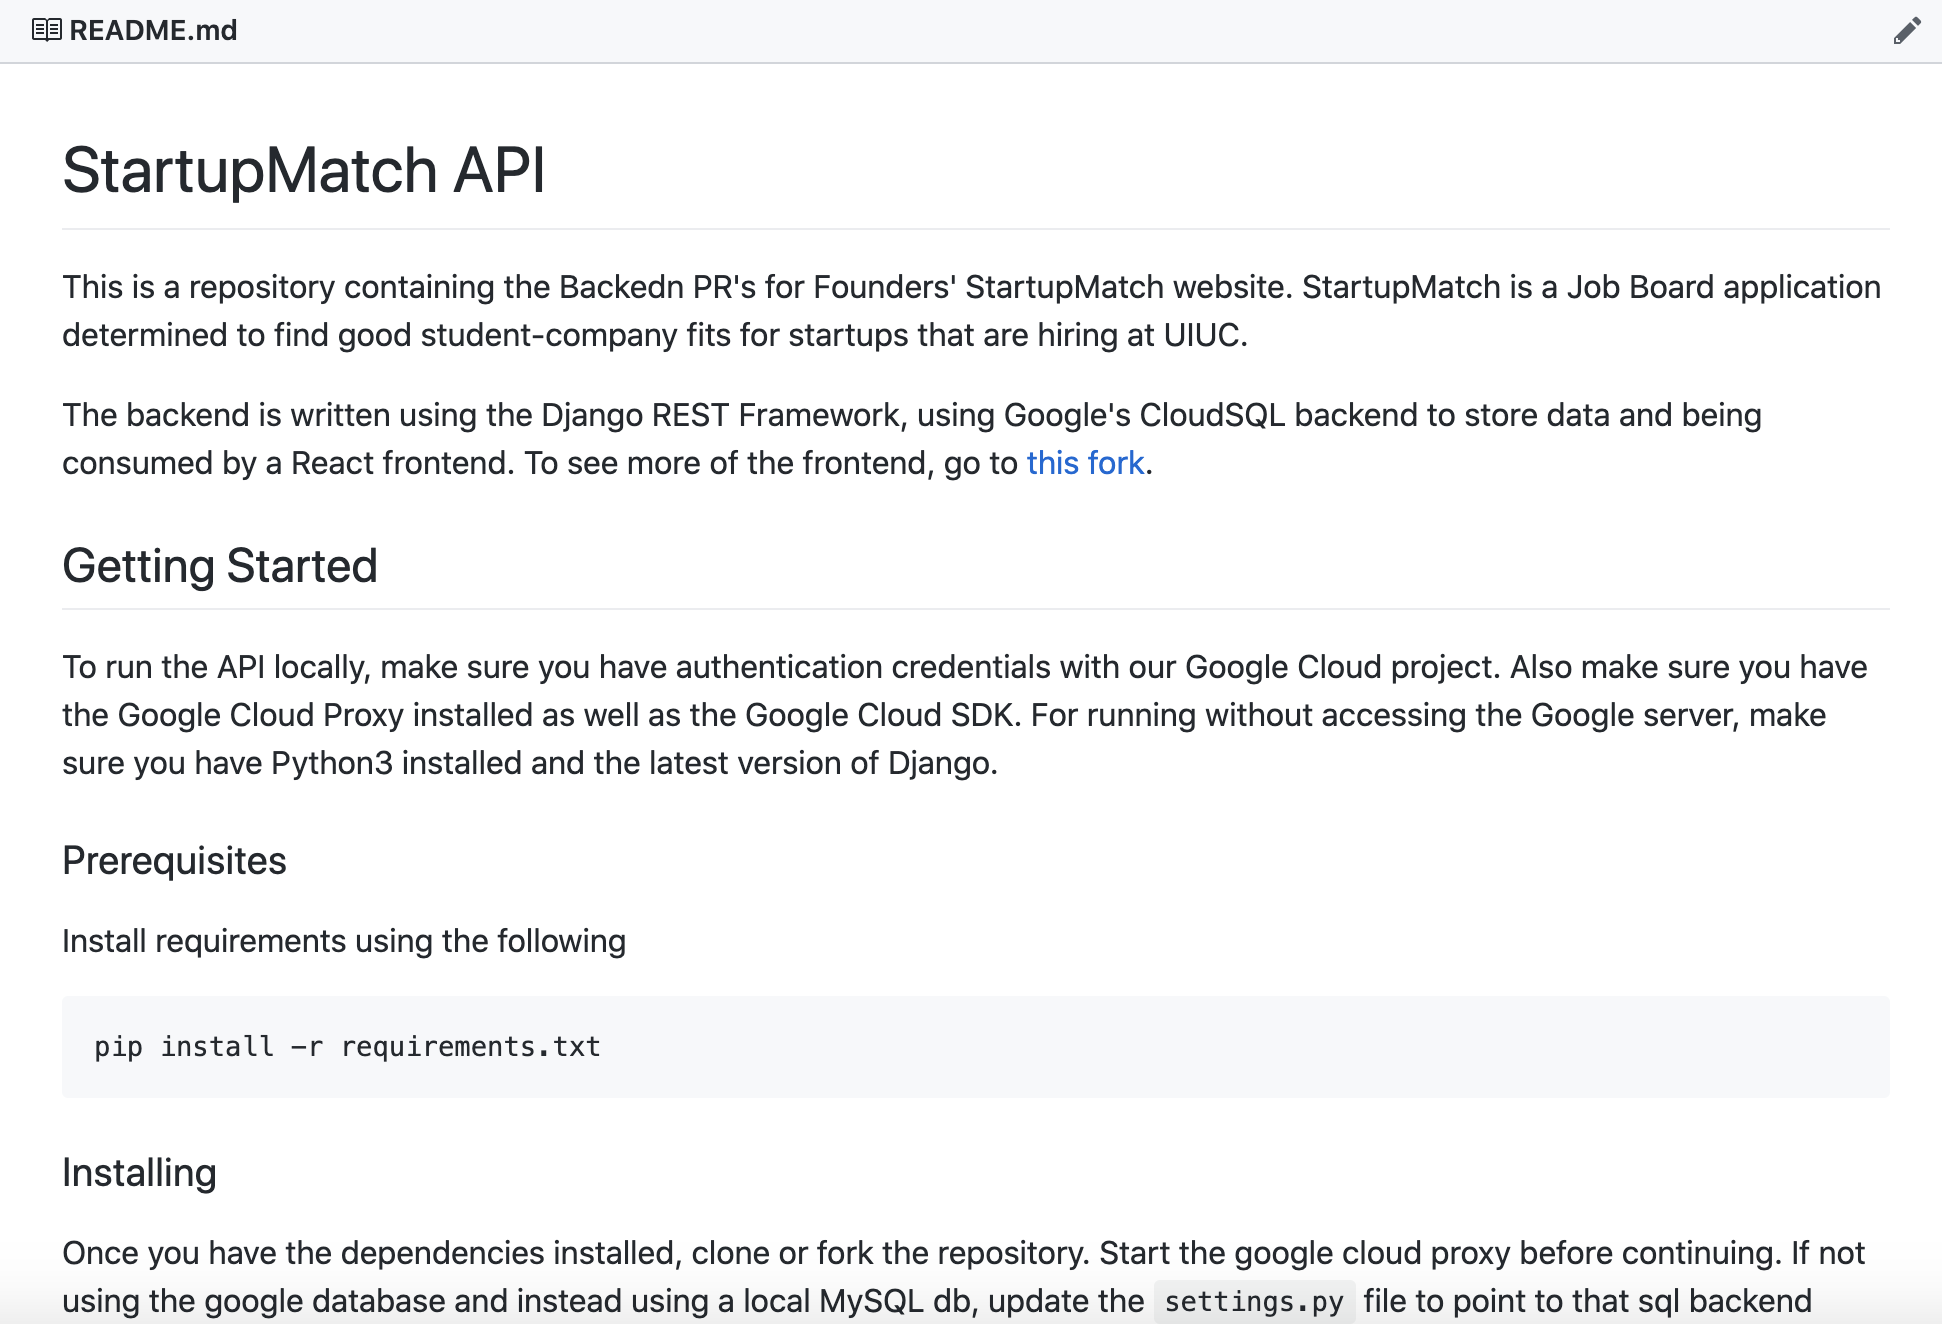 README.md
StartupMatch API
This is a repository containing the Backedn PR's for Founders' StartupMatch website. StartupMatch is a Job Board application
determined to find good student-company fits for startups that are hiring at UIUC.
The backend is written using the Django REST Framework, using Google's CloudSQL backend to store data and being
consumed by a React frontend. To see more of the frontend, go to this fork.
Getting Started
To run the API locally, make sure you have authentication credentials with our Google Cloud project. Also make sure you have
the Google Cloud Proxy installed as well as the Google Cloud SDK. For running without accessing the Google server, make
sure you have Python3 installed and the latest version of Django.
Prerequisites
Install requirements using the following
pip install -r requirements.txt
Installing
Once you have the dependencies installed, clone or fork the repository. Start the google cloud proxy before continuing. If not
using the google database and instead using a local MySQL db, update the settings.py file to point to that sql backend